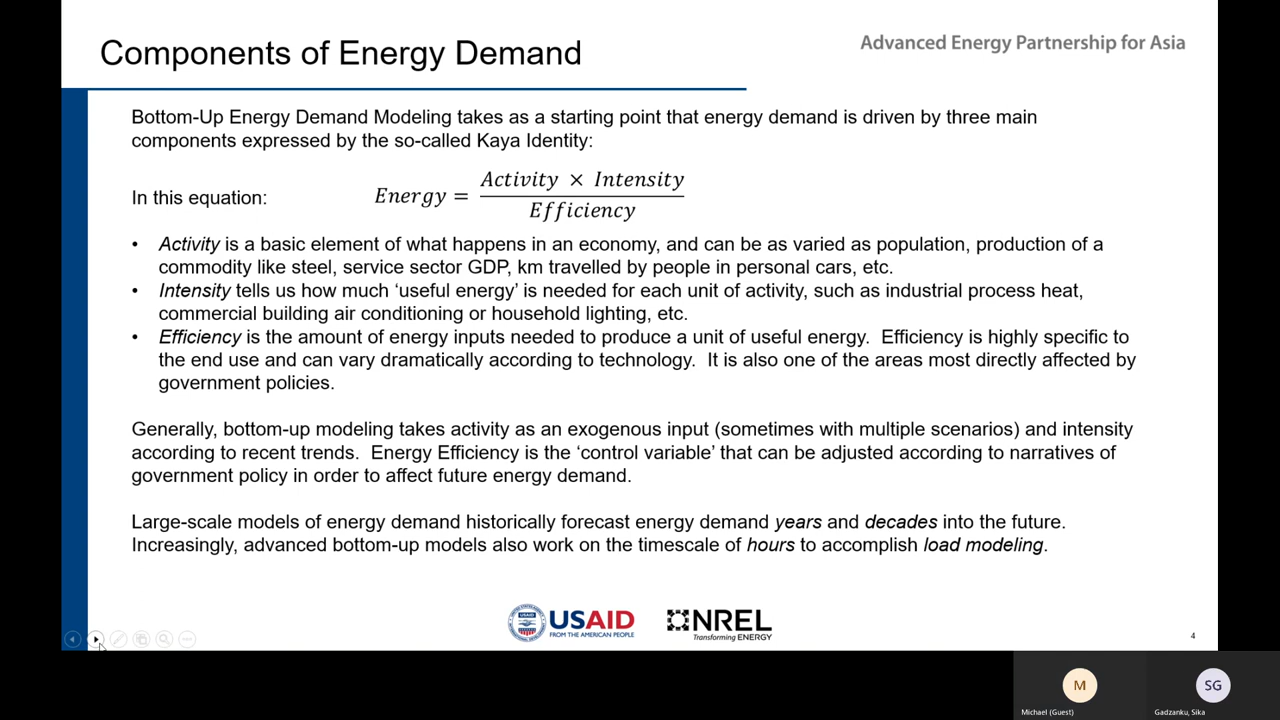 Components of Energy Demand
Advanced Energy Partnership for Asia
Bottom-Up Energy Demand Modeling takes as a starting point that energy demand is driven by three main
components expressed by the so-called Kaya Identity:
In this equation:
Energy = Activity × Intensity
Efficiency
• Activity is a basic element of what happens in an economy, and can be as varied as population, production of a
commodity like steel, service sector GDP, km travelled by people in personal cars, etc.
• Intensity tells us how much ‘useful energy’ is needed for each unit of activity, such as industrial process heat,
commercial building air conditioning or household lighting, etc.
• Efficiency is the amount of energy inputs needed to produce a unit of useful energy. Efficiency is highly specific to
the end use and can vary dramatically according to technology. It is also one of the areas most directly affected by
government policies.
Generally, bottom-up modeling takes activity as an exogenous input (sometimes with multiple scenarios) and intensity
according to recent trends. Energy Efficiency is the ‘control variable’ that can be adjusted according to narratives of
government policy in order to affect future energy demand.
Large-scale models of energy demand historically forecast energy demand years and decades into the future.
Increasingly, advanced bottom-up models also work on the timescale of hours to accomplish load modeling.
USAID
FROM THE AMERICAN PEOPLE
NREL
Transforming ENERGY
4
M
SG
Michael (Guest)
Gadzanku, Sika